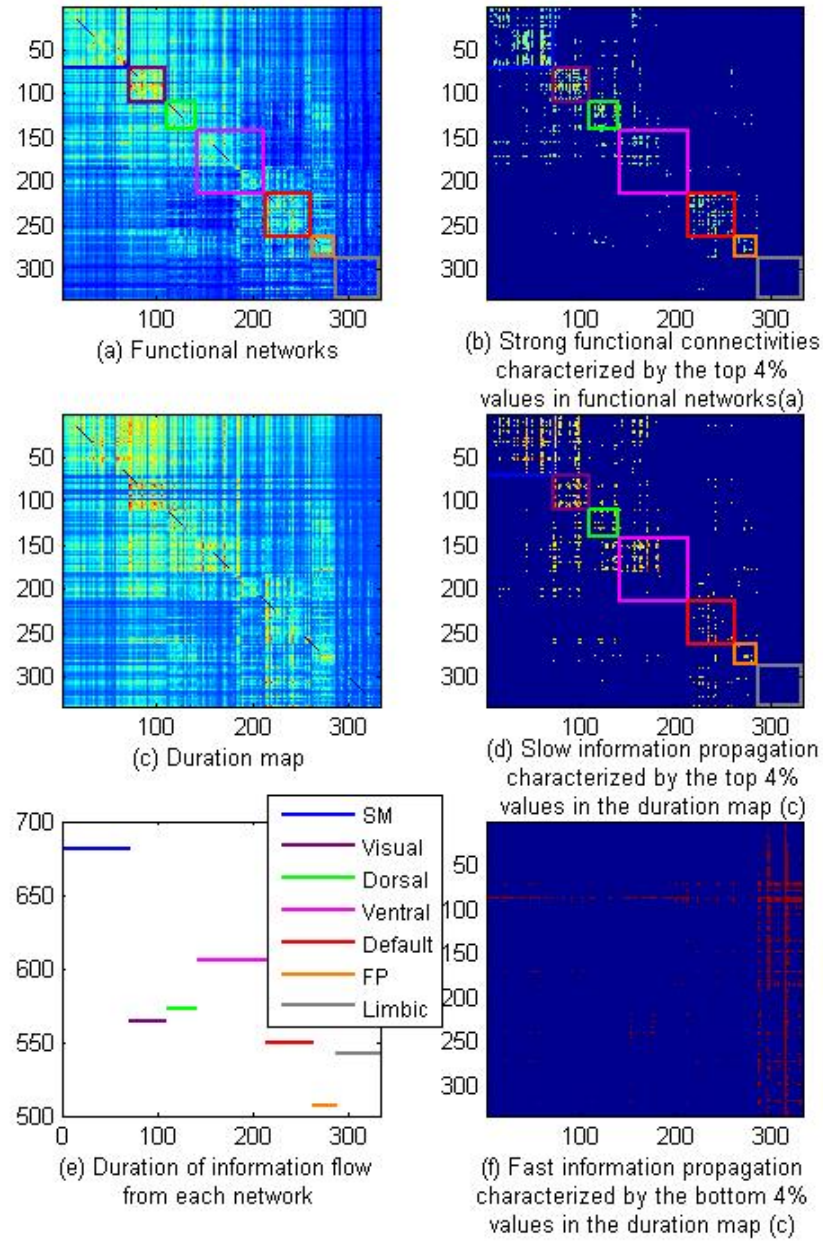 50
100
150
200
250
300
100 200 300
(a) Functional networks
50
100
150
200
250
300
100 200 300
(b) Strong functional connectivities
characterized by the top 4%
values in functional networks(a)
50
100
150
200
250
300
100 200 300
(c) Duration map
50
100
150
200
250
300
100 200 300
(d) Slow information propagation
characterized by the top 4%
values in the duration map (c)
700
650
600
550
500
0 100 200 300
SM
Visual
Dorsal
Ventral
Default
FP
Limbic
(e) Duration of information flow
from each network
50
100
150
200
250
300
100 200 300
(f) Fast information propagation
characterized by the bottom 4%
values in the duration map (c)